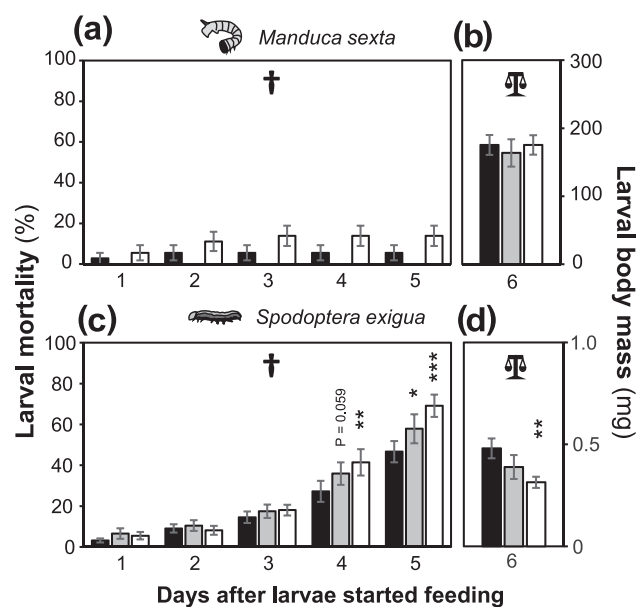 (a) Manduca sexta (b)
100 300
80
60 200
40
20 100
0 0
1 2 3 4 5 6
Larval mortality (%)
Larval body mass (mg)
(c) Spodoptera exigua (d)
100 1.0
80
60
40 0.5
20
0 0
P = 0.059 ** * ***
**
1 2 3 4 5 6
Days after larvae started feeding